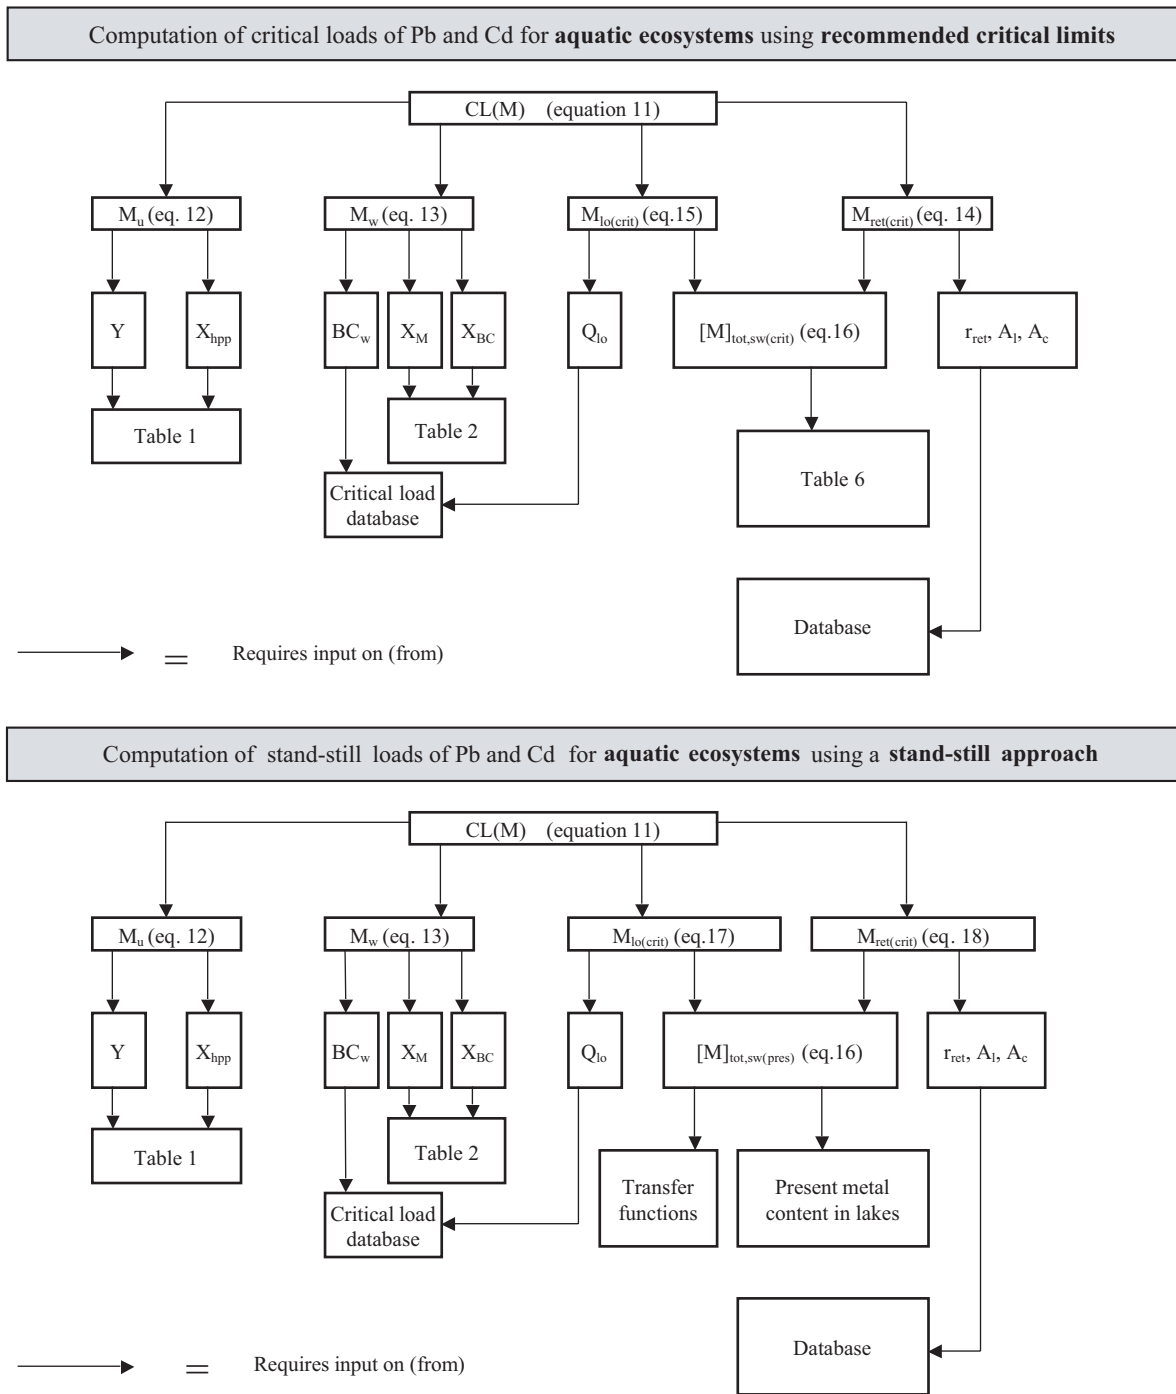 Computation of critical loads of Pb and Cd for aquatic ecosystems using recommended critical limits
CL(M) (equation 11)
Mu (eq. 12)
Mw (eq. 13)
Mlo(crit) (eq.15)
Mret(crit) (eq. 14)
Y
Xhpp
BCw
XM
XBC
Qlo
[M]tot,sw(crit) (eq.16)
rret, Al, Ac
Table 1
Table 2
Table 6
Critical load
database
Database
= Requires input on (from)
Computation of stand-still loads of Pb and Cd for aquatic ecosystems using a stand-still approach
CL(M) (equation 11)
Mu (eq. 12)
Mw (eq. 13)
Mlo(crit) (eq.17)
Mret(crit) (eq. 18)
Y
Xhpp
BCw
XM
XBC
Qlo
[M]tot,sw(pres) (eq.16)
rret, Al, Ac
Table 1
Table 2
Transfer
functions
Present metal
content in lakes
Critical load
database
Database
= Requires input on (from)